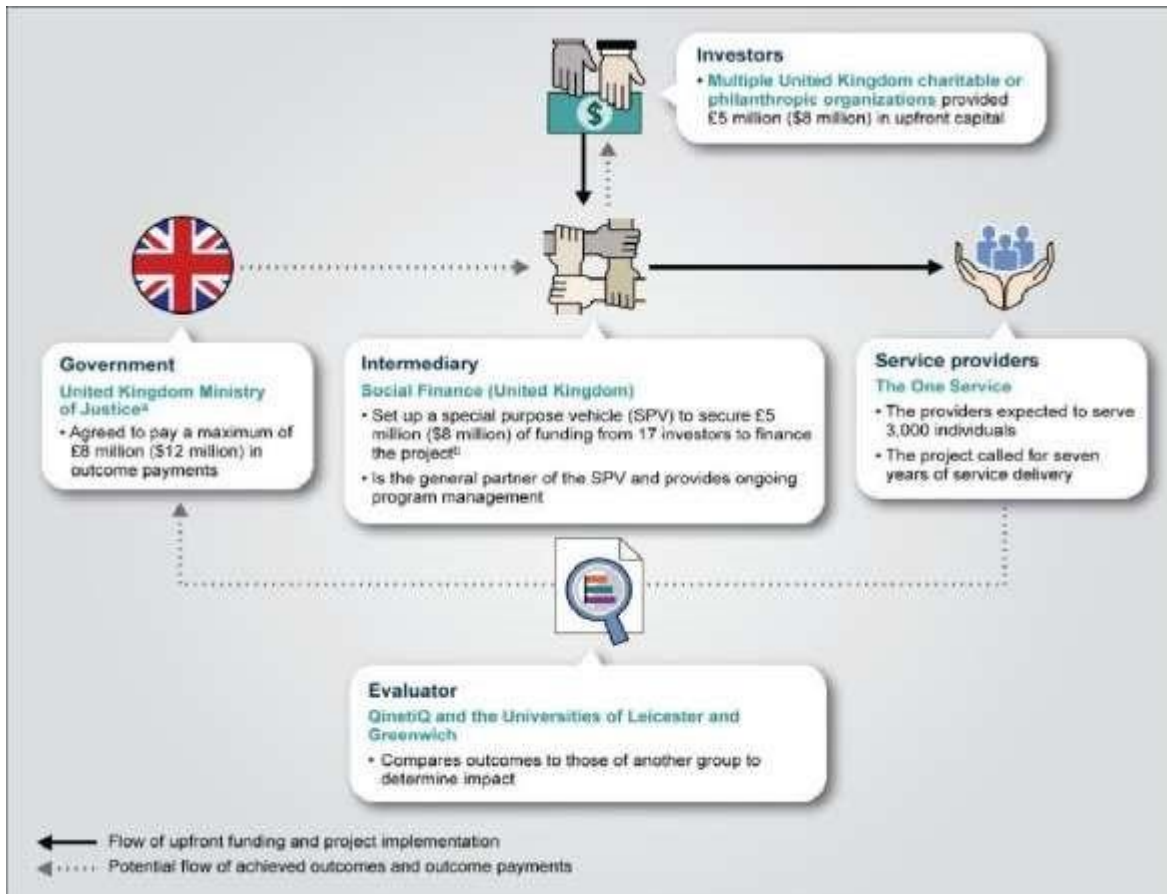 Investors
• Multiple United Kingdom charitable or
philanthropic organizations provided
£5 million ($8 million) in upfront capital
$
Government
United Kingdom Ministry
of Justiceᵃ
• Agreed to pay a maximum of
£8 million ($12 million) in
outcome payments
Intermediary
Social Finance (United Kingdom)
• Set up a special purpose vehicle (SPV) to secure £5
million ($8 million) of funding from 17 investors to finance
the projectᵇ
• Is the general partner of the SPV and provides ongoing
program management
Service providers
The One Service
• The providers expected to serve
3,000 individuals
• The project called for seven
years of service delivery
Evaluator
QinetiQ and the Universities of Leicester and
Greenwich
• Compares outcomes to those of another group to
determine impact
Flow of upfront funding and project implementation
Potential flow of achieved outcomes and outcome payments